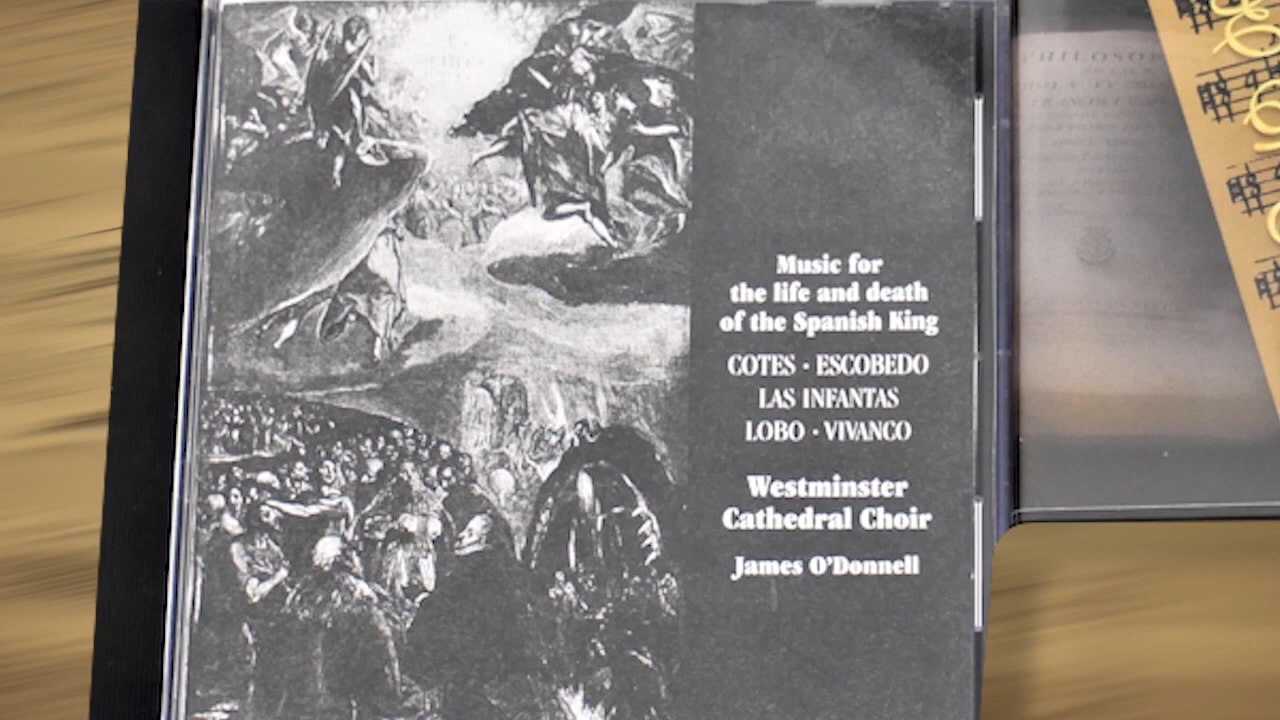 Music for
the life and death
of the Spanish King
COTES · ESCOBEDO
LAS INFANTAS
LOBO · VIVANCO
Westminster
Cathedral Choir
James O'Donnell